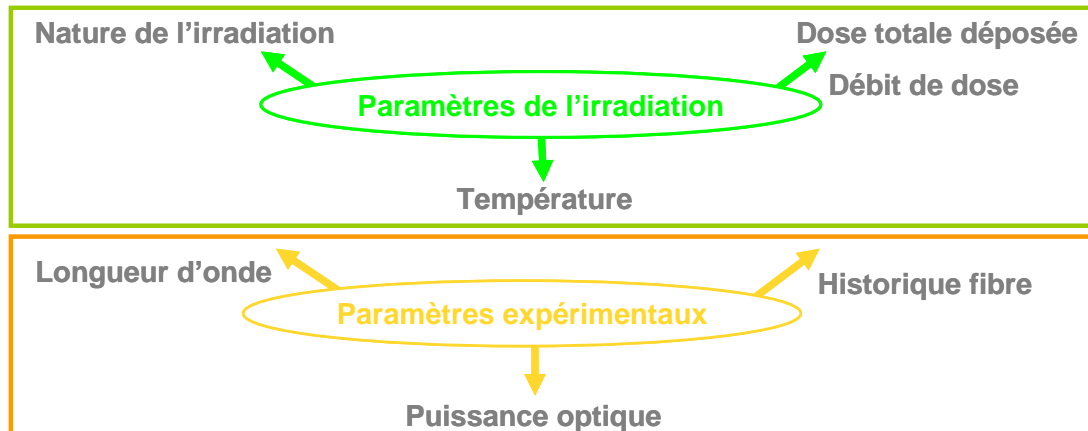 Nature de l’irradiation
Dose totale déposée
Débit de dose
Paramètres de l’irradiation
Température
Longueur d’onde
Historique fibre
Paramètres expérimentaux
Puissance optique